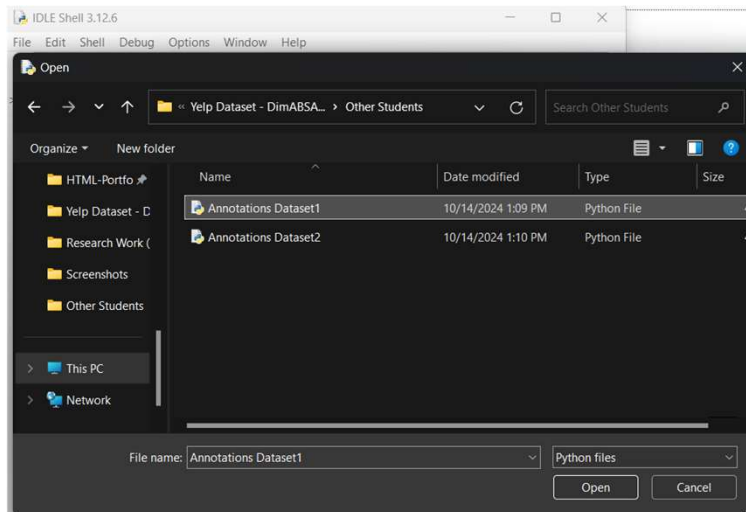 IDLE Shell 3.12.6
File Edit Shell Debug Options Window Help
Open
« Yelp Dataset - DimABSA... › Other Students
Search Other Students
Organize New folder
Name Date modified Type Size
HTML-Portfo
Annotations Dataset1 10/14/2024 1:09 PM Python File
Yelp Dataset - D
Annotations Dataset2 10/14/2024 1:10 PM Python File
Research Work (
Screenshots
Other Students
This PC
Network
File name: Annotations Dataset1 Python files
Open Cancel